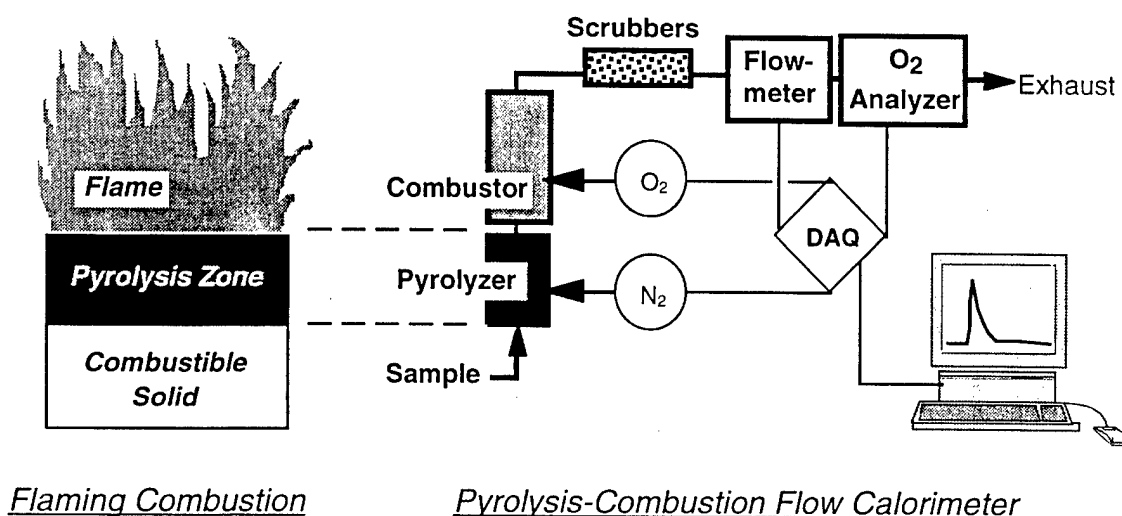 Flame
Pyrolysis Zone
Combustible
Solid
Flaming Combustion
Scrubbers
Flow-
meter
O2
Analyzer
Exhaust
Combustor
O2
DAQ
Pyrolyzer
N2
Sample
Pyrolysis-Combustion Flow Calorimeter